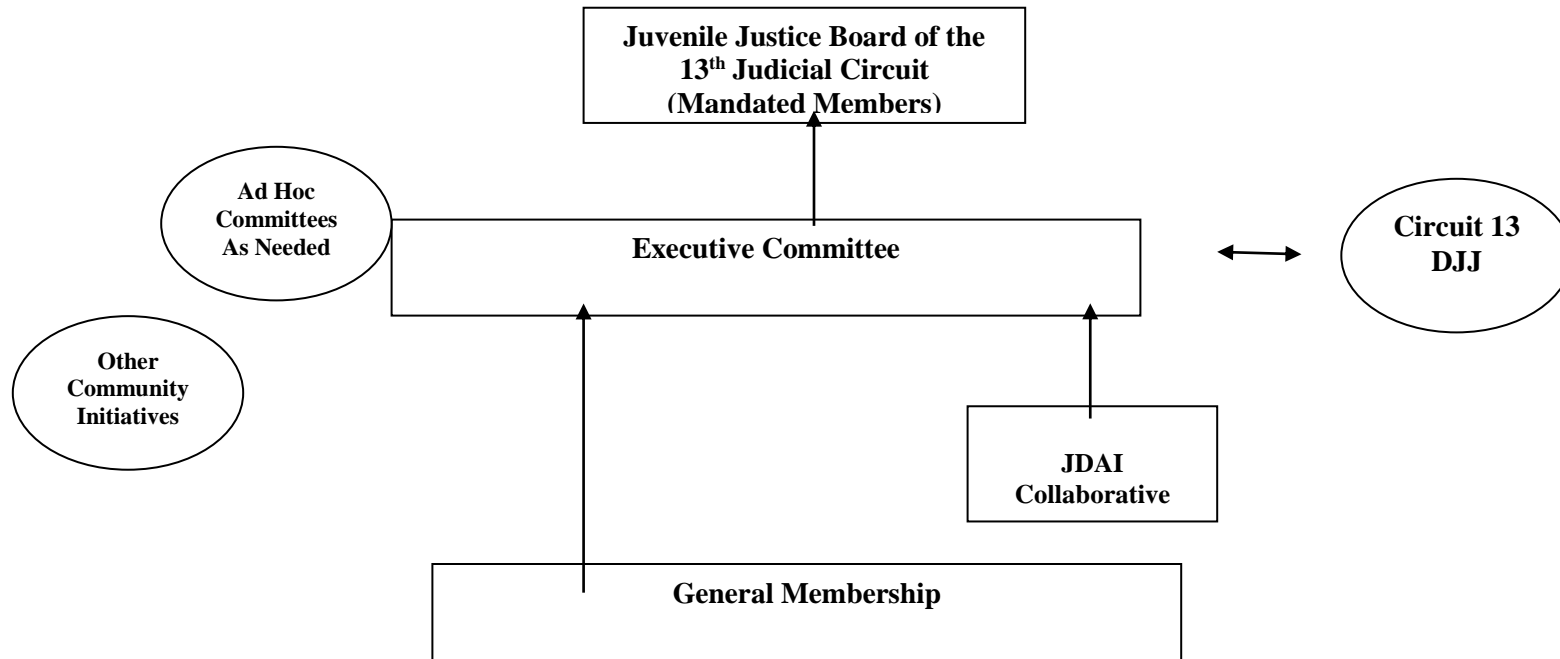 Juvenile Justice Board of the
13th Judicial Circuit
(Mandated Members)
Ad Hoc
Committees
As Needed
Executive Committee
Circuit 13
DJJ
Other
Community
Initiatives
JDAI
Collaborative
General Membership